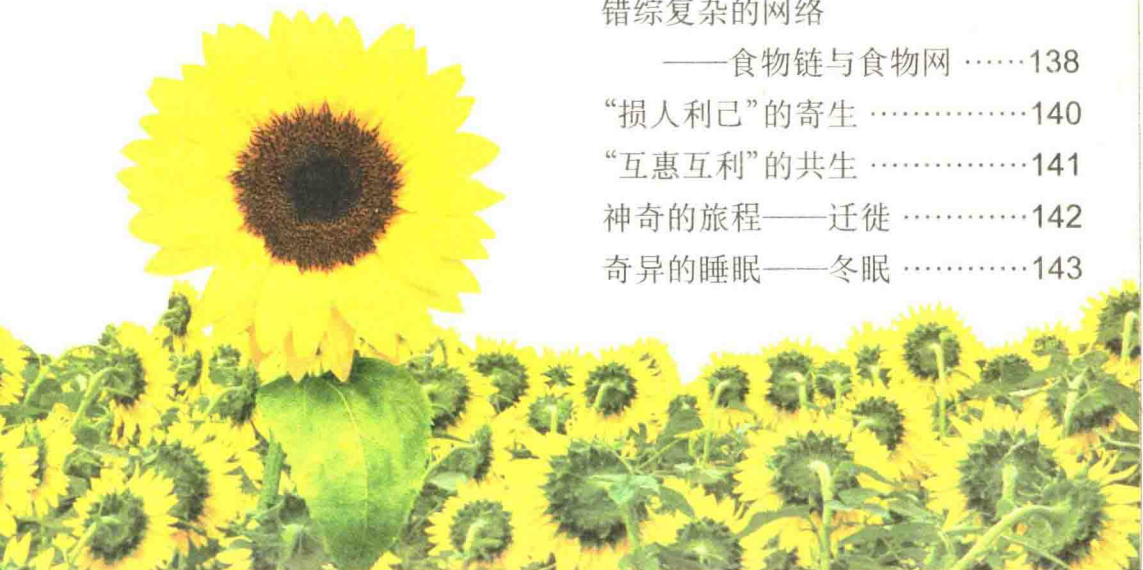 错综复杂的网络
——食物链与食物网 ······138
“损人利己”的寄生 ···············140
“互惠互利”的共生 ···············141
神奇的旅程——迁徙 ············142
奇异的睡眠——冬眠 ············143